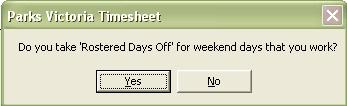 Parks Victoria Timesheet
Do you take 'Rostered Days Off' for weekend days that you work?
Yes No